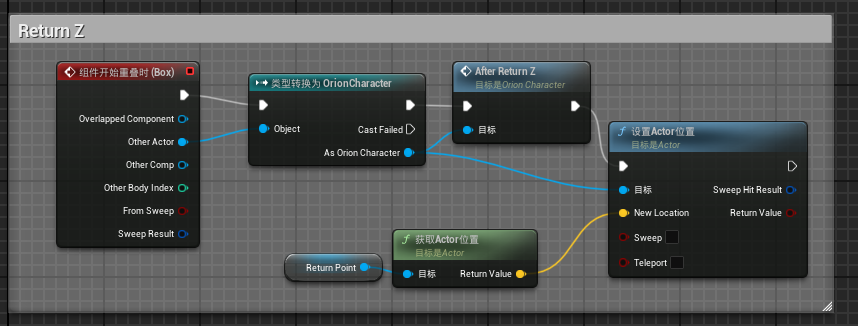 Return Z
组件开始重叠时 (Box)
Overlapped Component
Other Actor
Other Comp
Other Body Index
From Sweep
Sweep Result
类型转换为 OrionCharacter
Object
Cast Failed
As Orion Character
After Return Z
目标是Orion Character
目标
设置Actor位置
目标是Actor
目标
Sweep Hit Result
New Location
Return Value
Sweep
Teleport
Return Point
获取Actor位置
目标是Actor
目标
Return Value